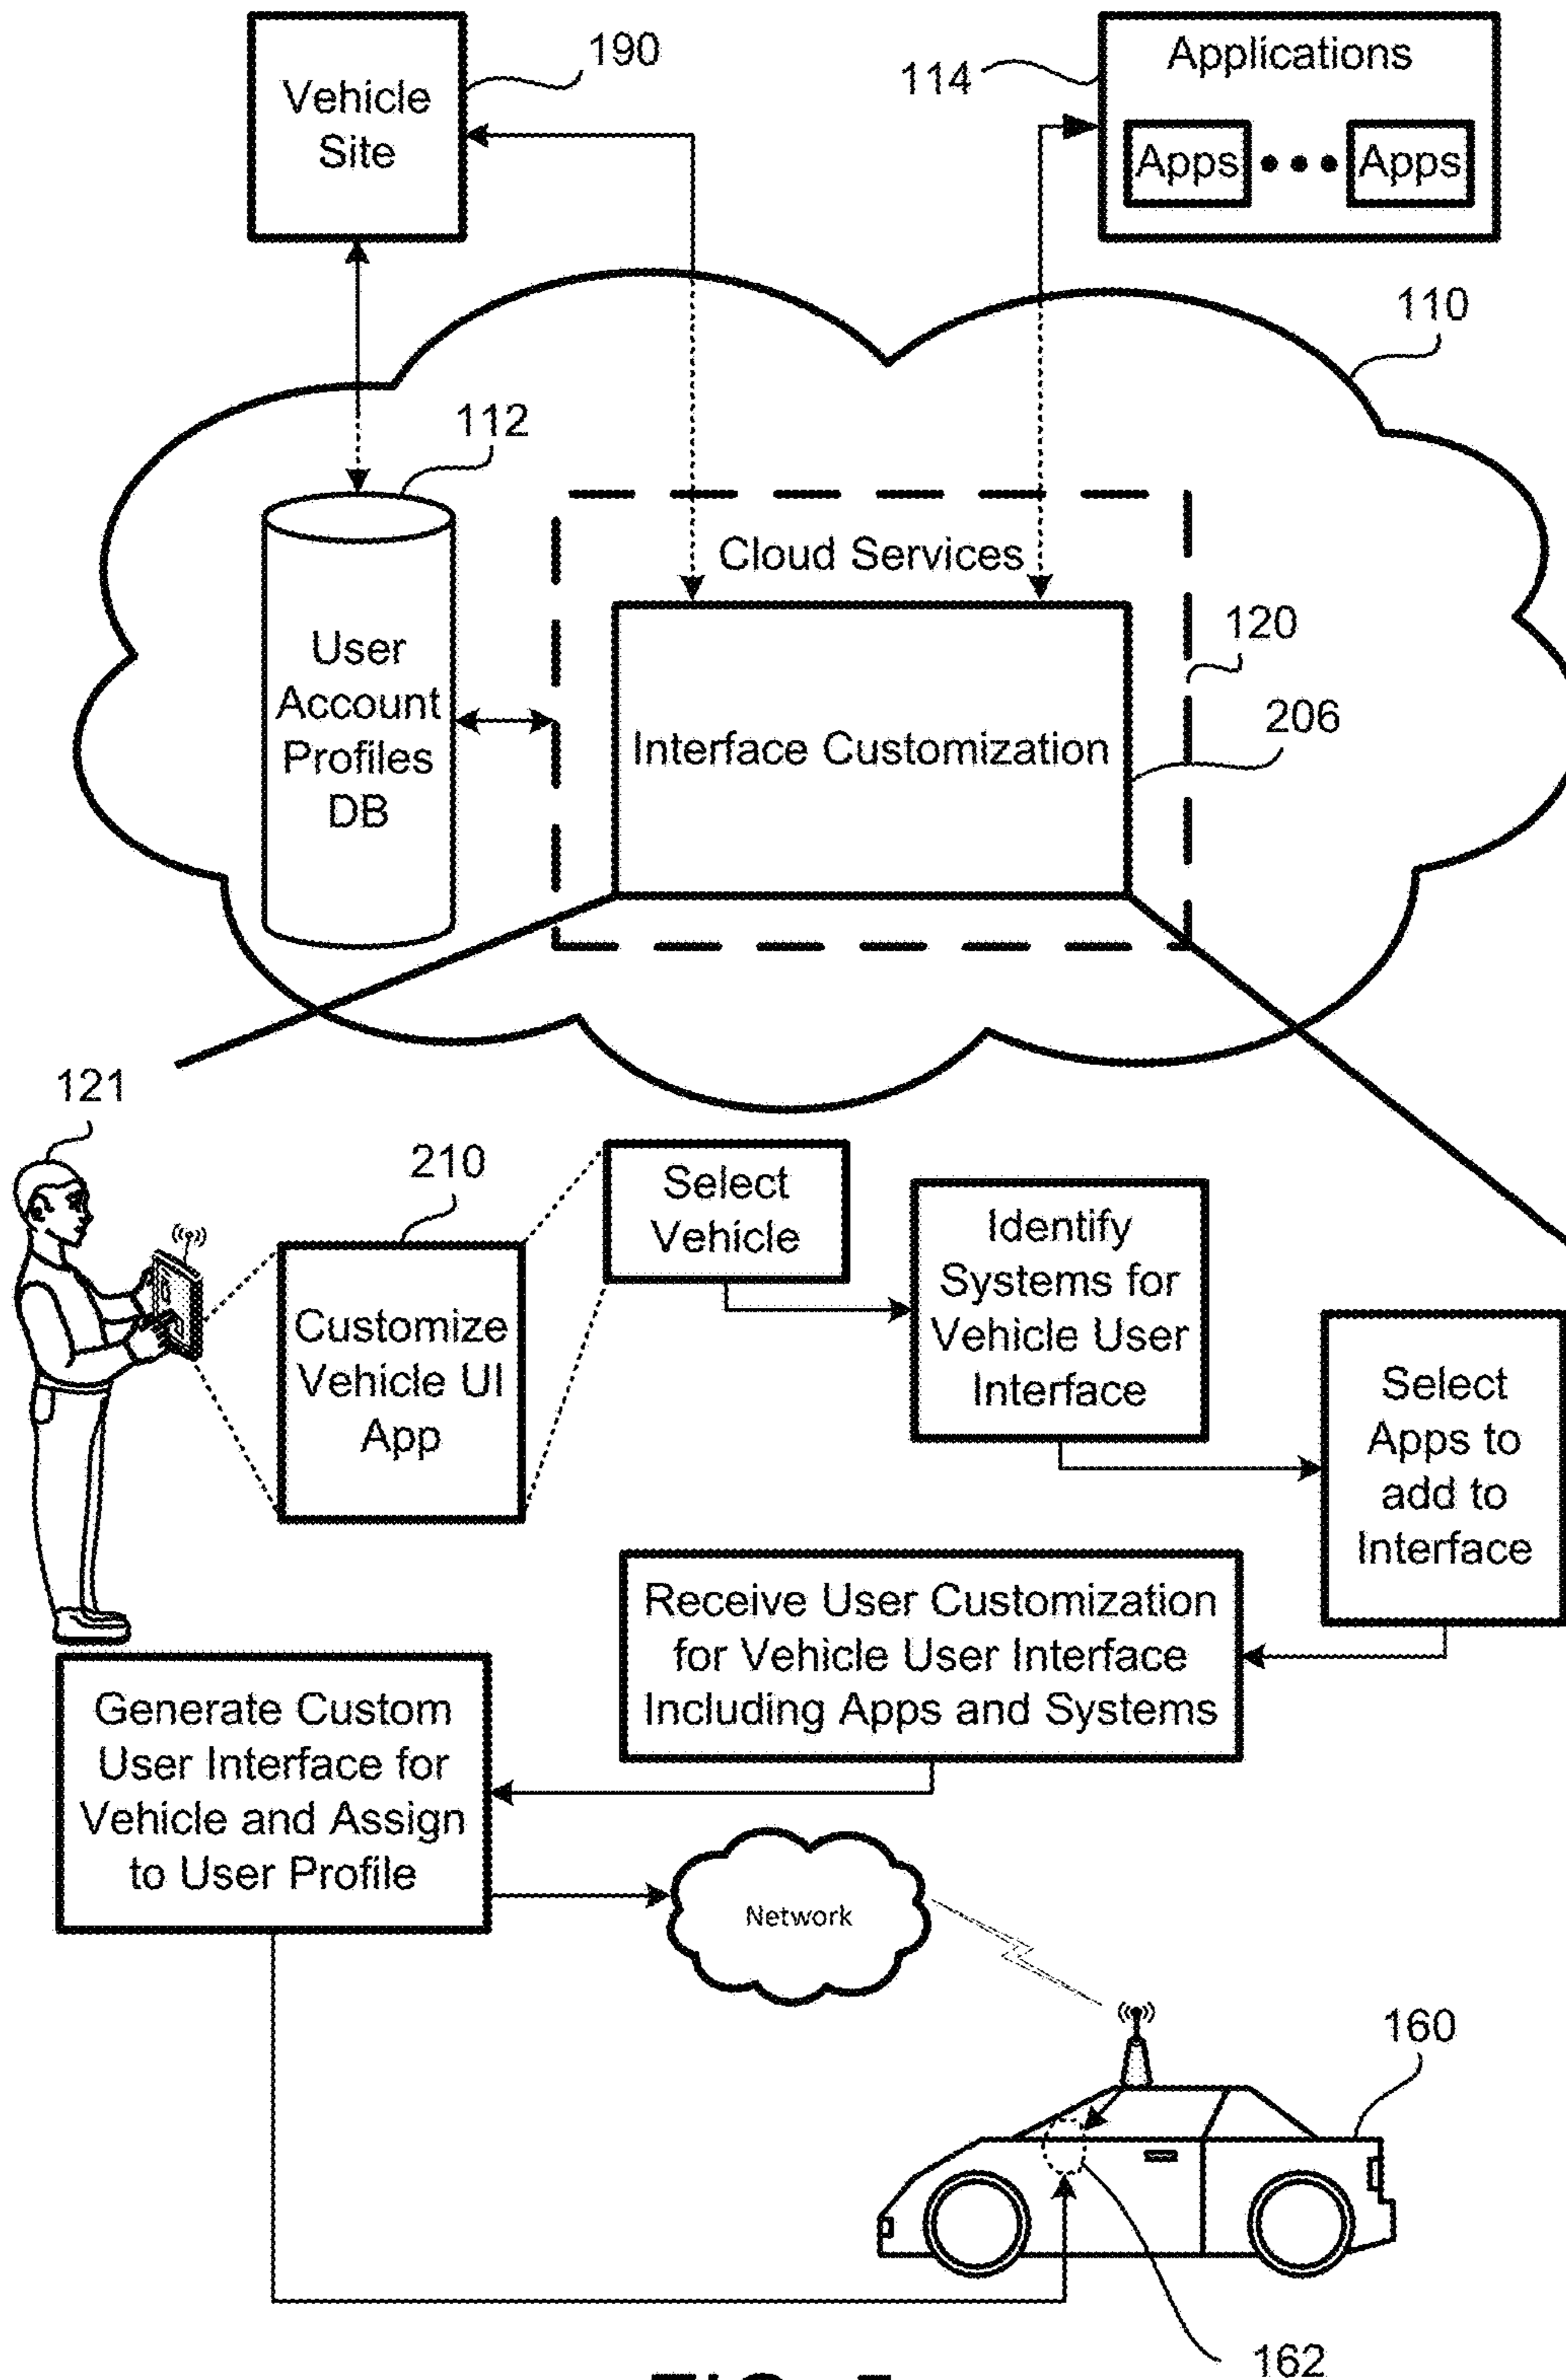 190
Vehicle
Site
114
Applications
Apps
Apps
110
112
Cloud Services
User
Account
Profiles
DB
Interface Customization
120
206
121
210
Customize
Vehicle UI
App
Select
Vehicle
Identify
Systems for
Vehicle User
Interface
Select
Apps to
add to
Interface
Receive User Customization
for Vehicle User Interface
Including Apps and Systems
Generate Custom
User Interface for
Vehicle and Assign
to User Profile
Network
160
162